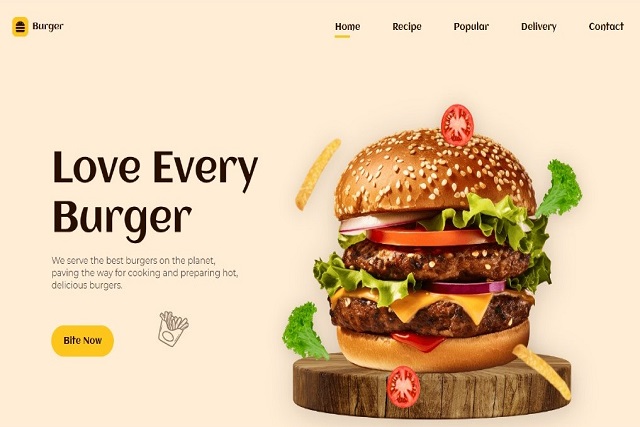 Burger
Home Recipe Popular Delivery Contact
Love Every
Burger
We serve the best burgers on the planet,
paving the way for cooking and preparing hot,
delicious burgers.
Bite Now